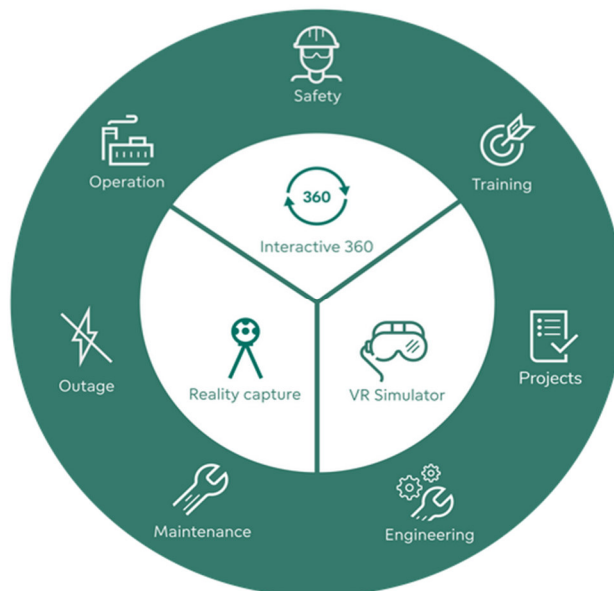 Safety
Operation
Training
360
Interactive 360
Outage
Reality capture
VR Simulator
Projects
Maintenance
Engineering